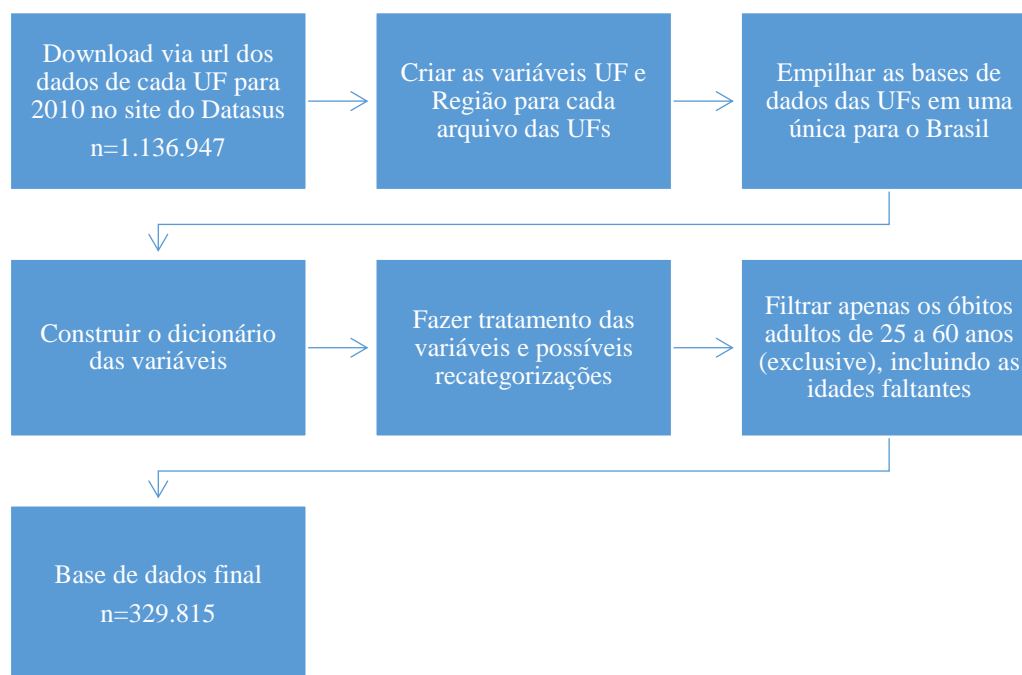 Download via url dos
dados de cada UF para
2010 no site do Datasus
n=1.136.947
Criar as variáveis UF e
Região para cada
arquivo das UFs
Empilhar as bases de
dados das UFs em uma
única para o Brasil
Construir o dicionário
das variáveis
Fazer tratamento das
variáveis e possíveis
recategorizações
Filtrar apenas os óbitos
adultos de 25 a 60 anos
(exclusive), incluindo as
idades faltantes
Base de dados final
n=329.815